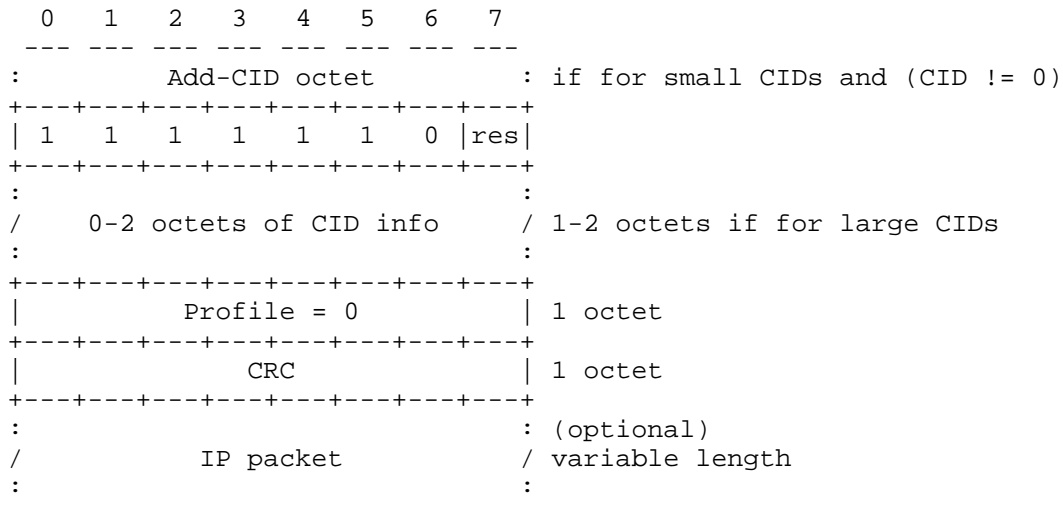 0   1   2   3   4   5   6   7
 --- --- --- --- --- --- --- ---
:         Add-CID octet         : if for small CIDs and (CID != 0)
+---+---+---+---+---+---+---+---+
| 1   1   1   1   1   1   0 |res|
+---+---+---+---+---+---+---+---+
:                               :
/    0-2 octets of CID info     / 1-2 octets if for large CIDs
:                               :
+---+---+---+---+---+---+---+---+
|          Profile = 0          | 1 octet
+---+---+---+---+---+---+---+---+
|              CRC              | 1 octet
+---+---+---+---+---+---+---+---+
:                               : (optional)
/           IP packet           / variable length
:                               :